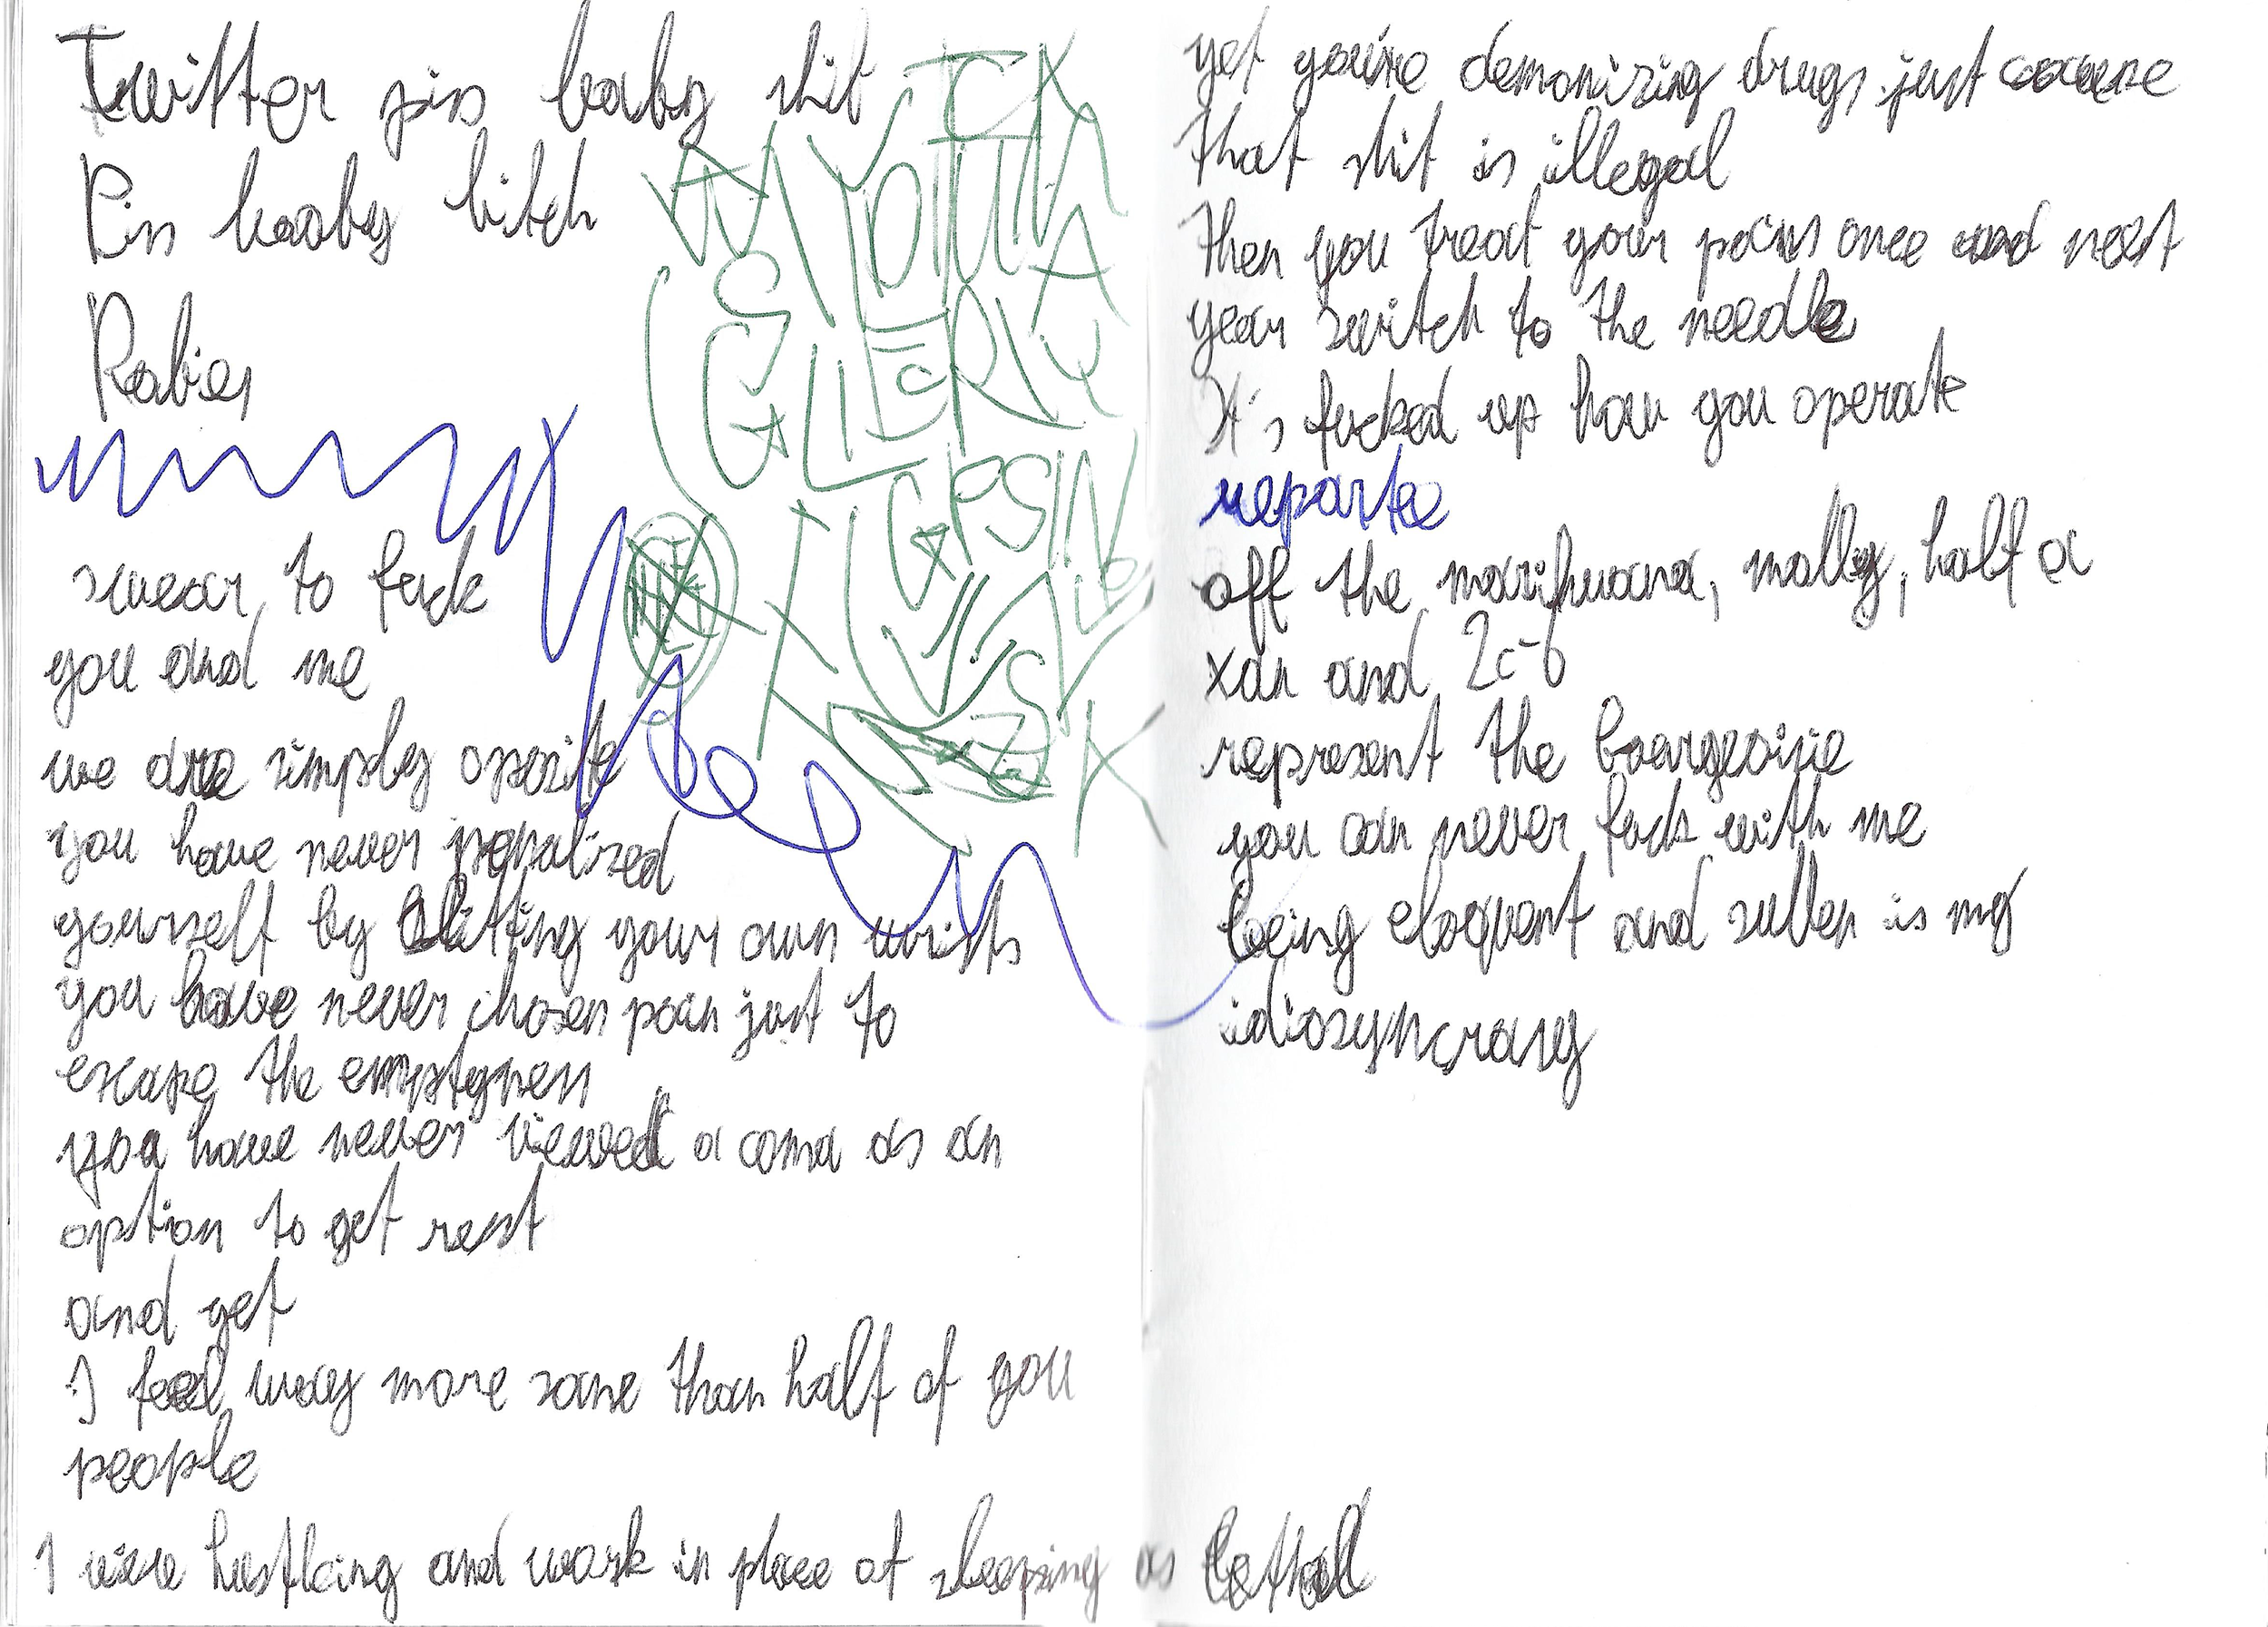 Twitter pin baby shit
Pin baby bitch
Rabies
swear to fuck
you and me
we are simply oposite
you have never penalized
yourself by slitting your own wrists
you have never chosen pain just to
escape the emptyness
you have never viewed a coma as an
option to get rest
and yet
I feel way more sane than half of you
people
I view hustling and work in place of sleeping as lethal
yet you're demonizing drugs just cause
that shit is illegal
then you treat your pains once and next
year switch to the needle
It's fucked up how you operate
reparte
off the marihuana, molly, half a
xan and 2c-b
represent the bourgeoisie
you can never fuck with me
being eloquent and sullen is my
idiosyncrasy